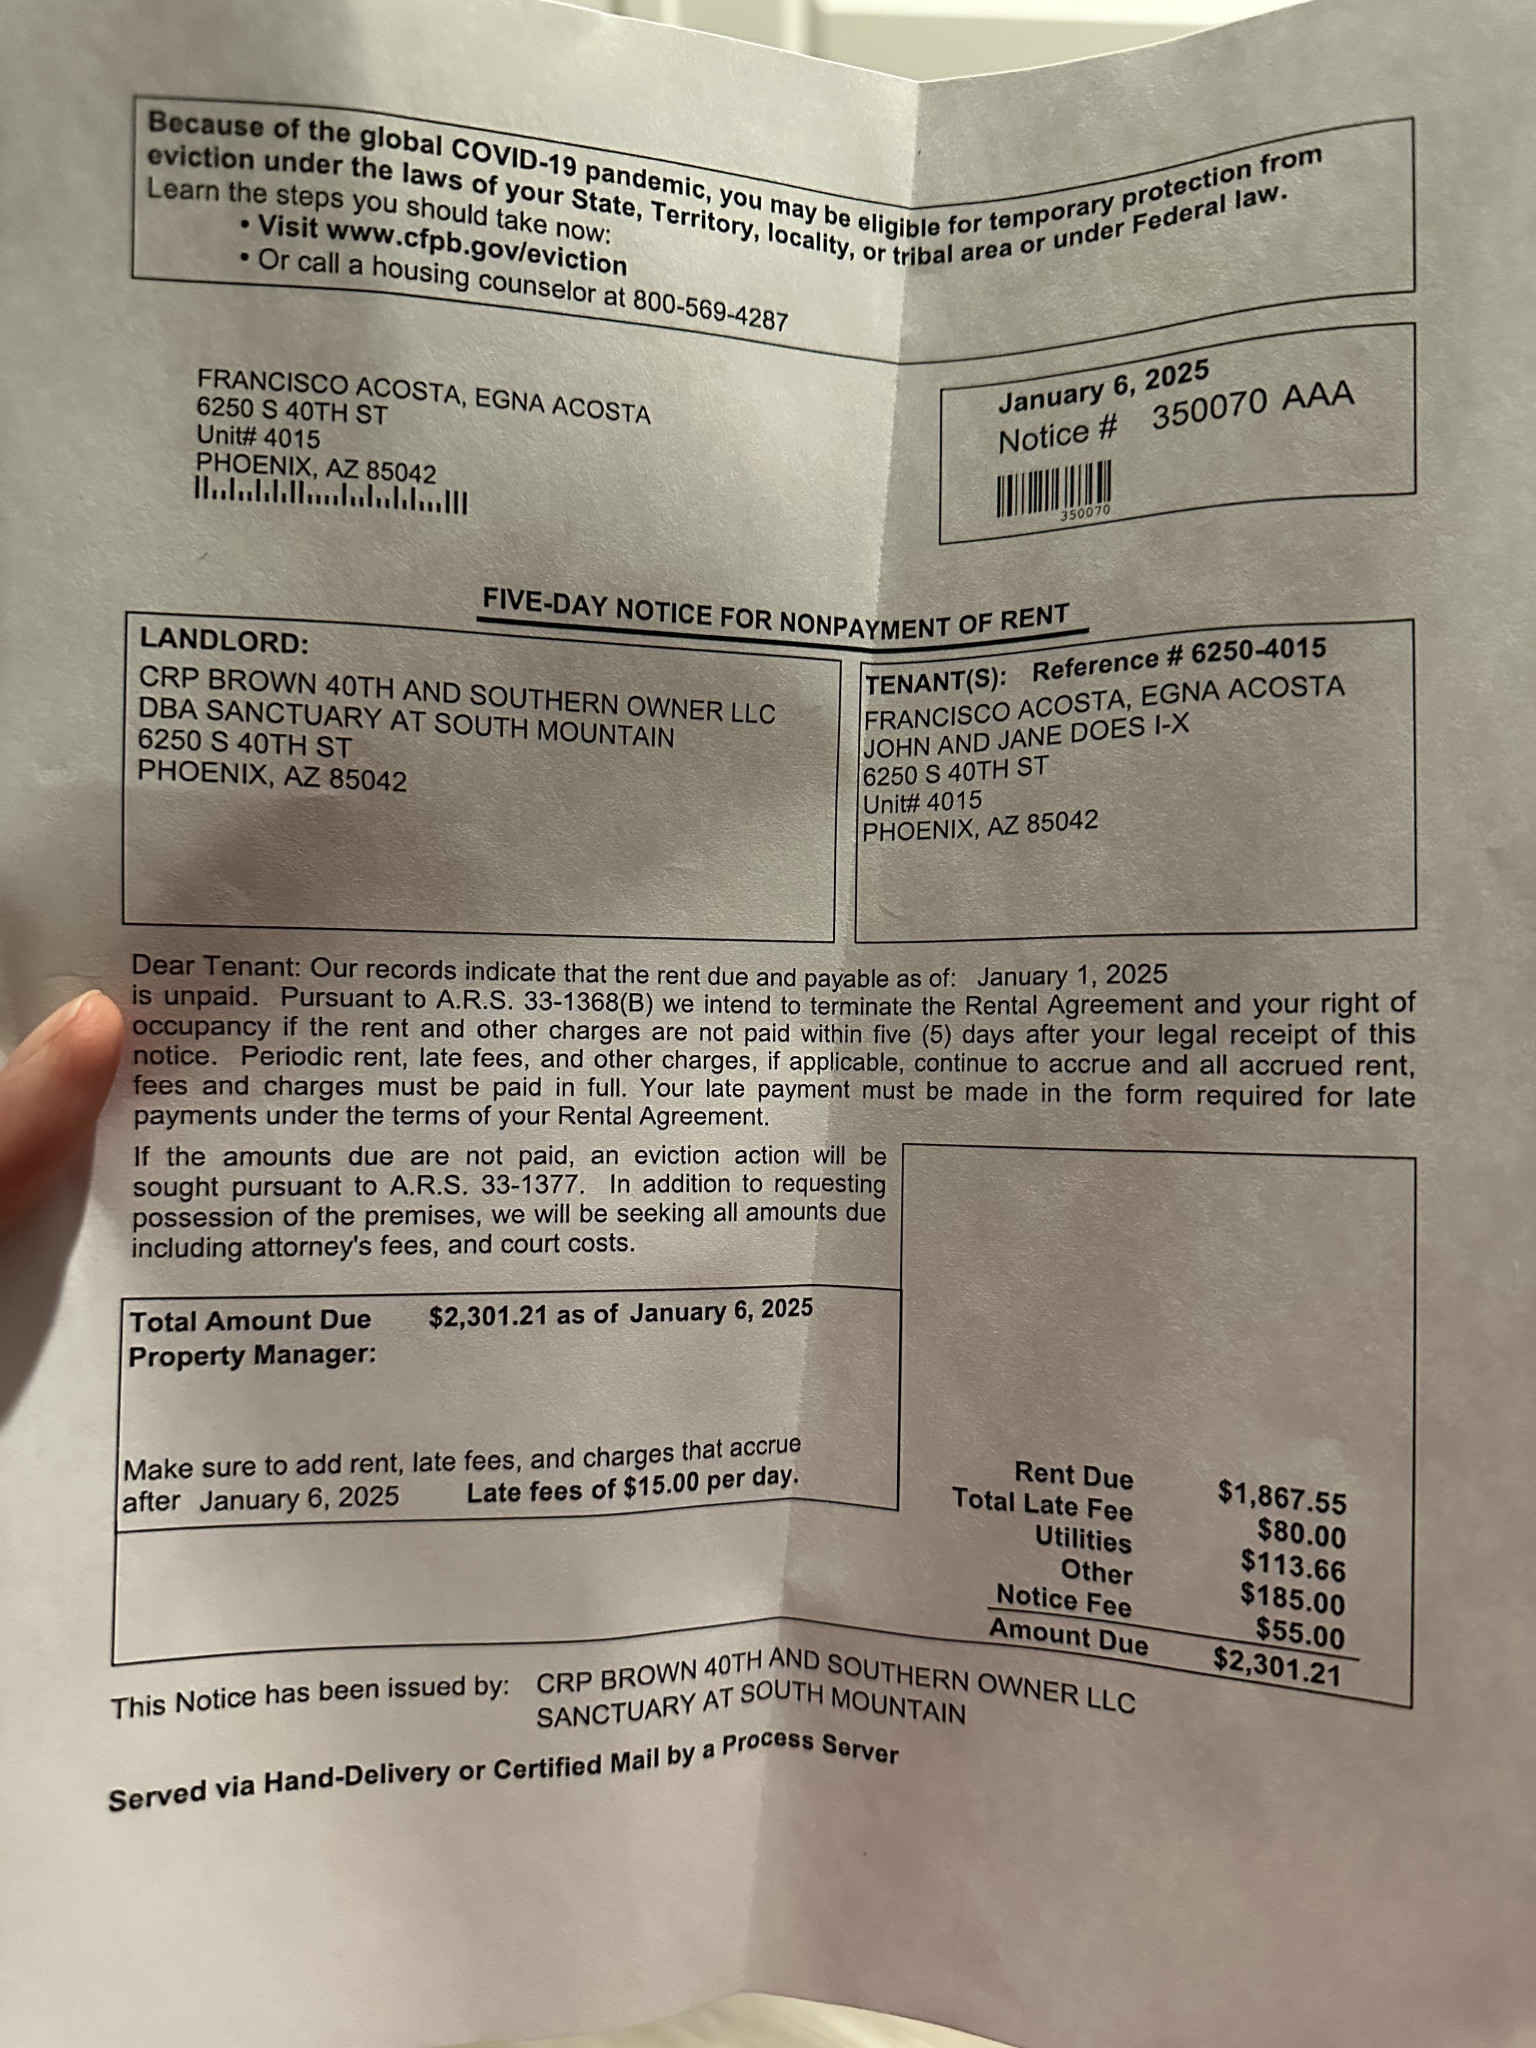 Because of the global COVID-19 pandemic, you may be eligible for temporary protection from
eviction under the laws of your State, Territory, locality, or tribal area or under Federal law.
Learn the steps you should take now:
• Visit www.cfpb.gov/eviction
• Or call a housing counselor at 800-569-4287
FRANCISCO ACOSTA, EGNA ACOSTA
6250 S 40TH ST
Unit# 4015
PHOENIX, AZ 85042
January 6, 2025
Notice # 350070 AAA
350070
FIVE-DAY NOTICE FOR NONPAYMENT OF RENT
LANDLORD:
CRP BROWN 40TH AND SOUTHERN OWNER LLC
DBA SANCTUARY AT SOUTH MOUNTAIN
6250 S 40TH ST
PHOENIX, AZ 85042
TENANT(S): Reference # 6250-4015
FRANCISCO ACOSTA, EGNA ACOSTA
JOHN AND JANE DOES I-X
6250 S 40TH ST
Unit# 4015
PHOENIX, AZ 85042
Dear Tenant: Our records indicate that the rent due and payable as of: January 1, 2025
is unpaid. Pursuant to A.R.S. 33-1368(B) we intend to terminate the Rental Agreement and your right of
occupancy if the rent and other charges are not paid within five (5) days after your legal receipt of this
notice. Periodic rent, late fees, and other charges, if applicable, continue to accrue and all accrued rent,
fees and charges must be paid in full. Your late payment must be made in the form required for late
payments under the terms of your Rental Agreement.
If the amounts due are not paid, an eviction action will be
sought pursuant to A.R.S. 33-1377. In addition to requesting
possession of the premises, we will be seeking all amounts due
including attorney's fees, and court costs.
Total Amount Due $2,301.21 as of January 6, 2025
Property Manager:
Make sure to add rent, late fees, and charges that accrue
after January 6, 2025 Late fees of $15.00 per day.
Rent Due $1,867.55
Total Late Fee $80.00
Utilities $113.66
Other $185.00
Notice Fee $55.00
Amount Due $2,301.21
This Notice has been issued by: CRP BROWN 40TH AND SOUTHERN OWNER LLC
SANCTUARY AT SOUTH MOUNTAIN
Served via Hand-Delivery or Certified Mail by a Process Server